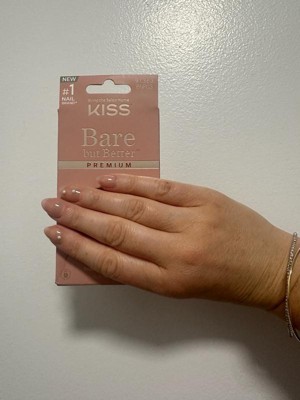 NEW
#1
NAIL
KISS
Bare
but Better
PREMIUM